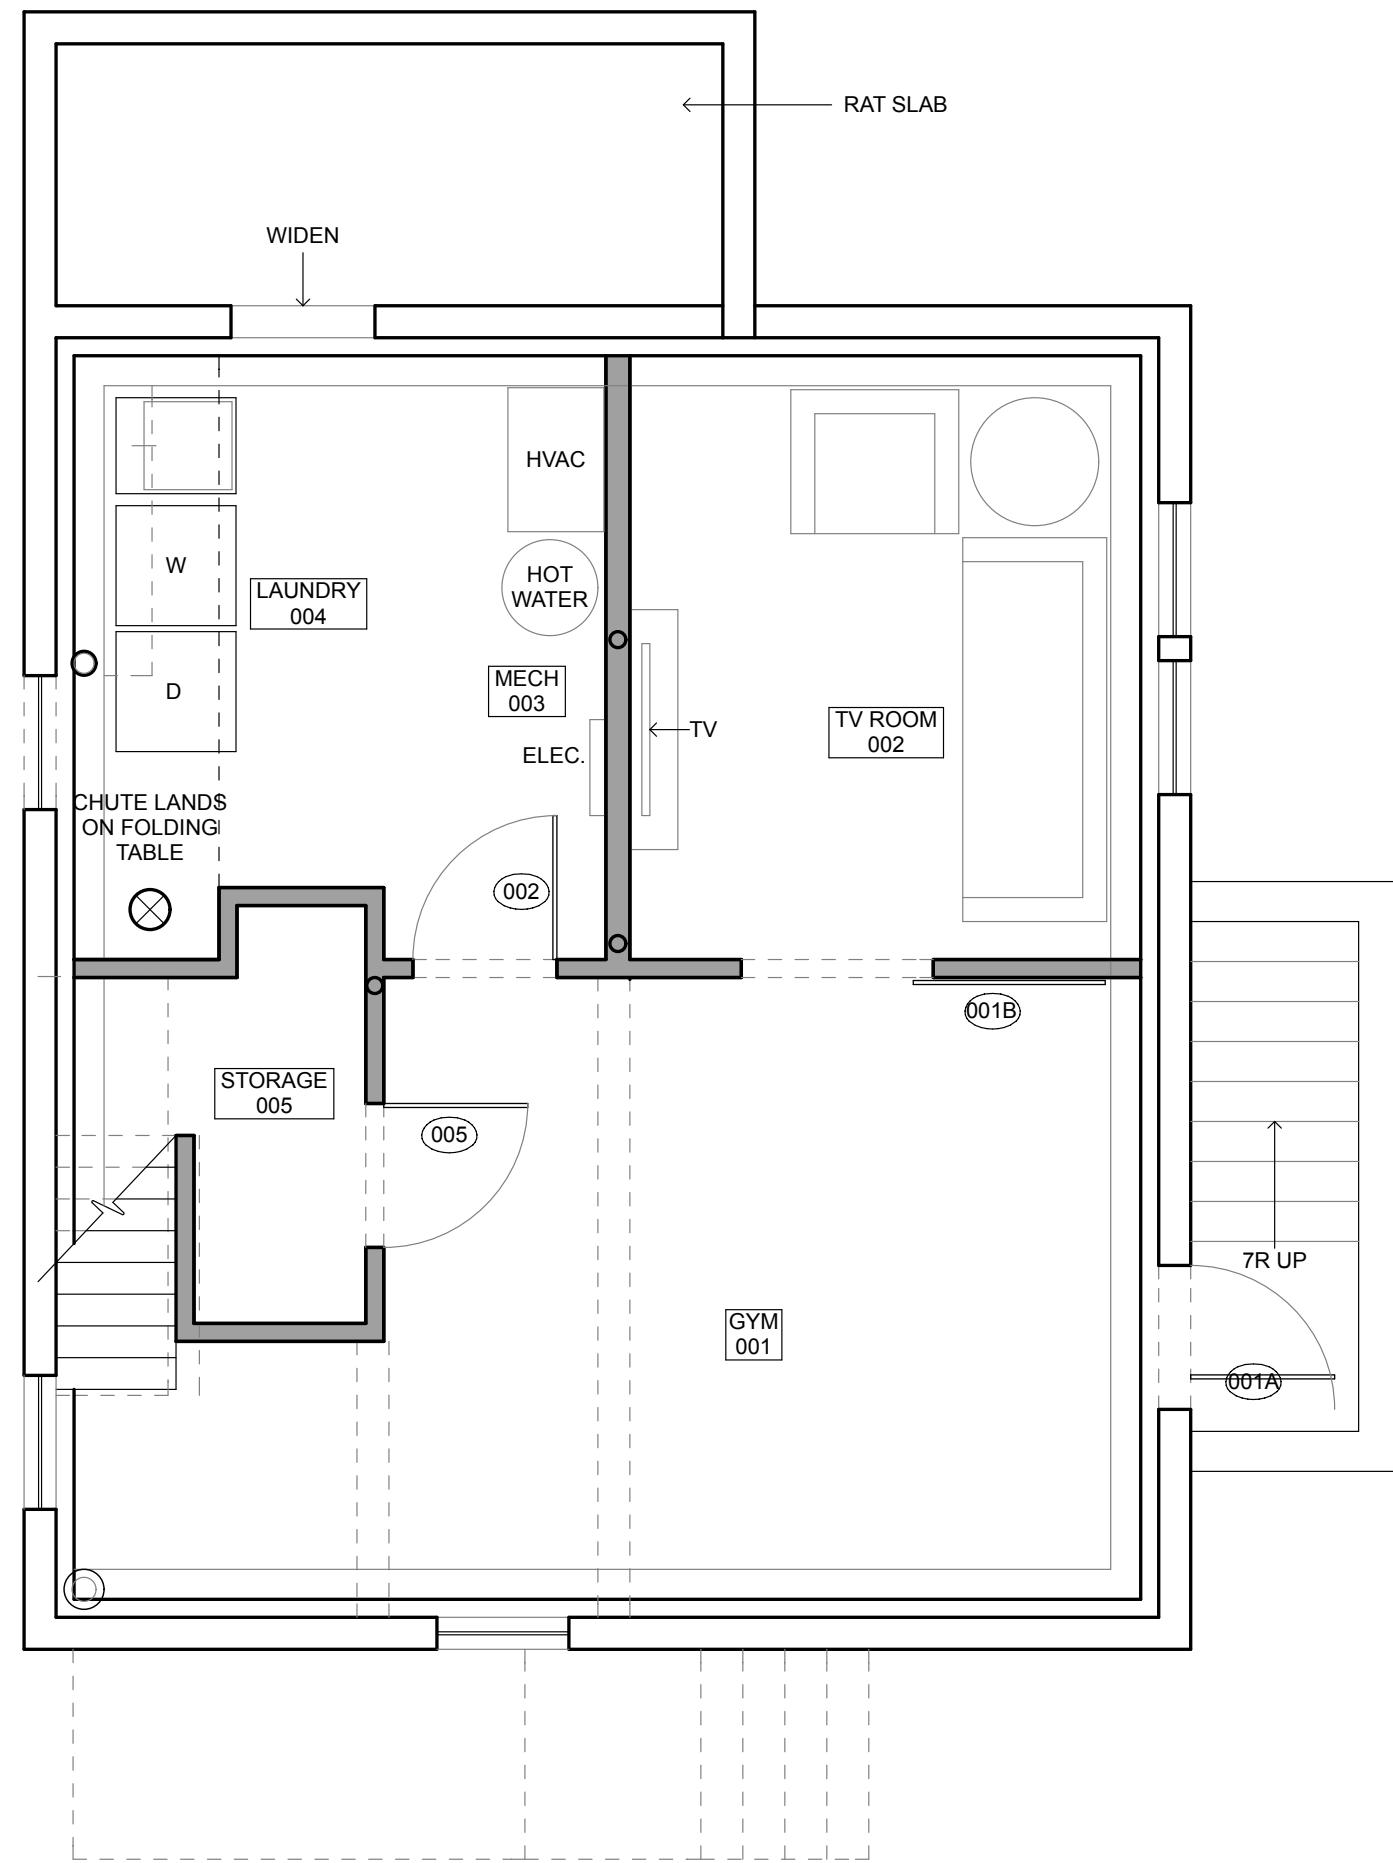 RAT SLAB
WIDEN
HVAC
W
HOT
WATER
LAUNDRY
004
D
MECH
003
TV
TV ROOM
002
ELEC.
CHUTE LANDS
ON FOLDING
TABLE
002
001B
STORAGE
005
005
7R UP
GYM
001
001A